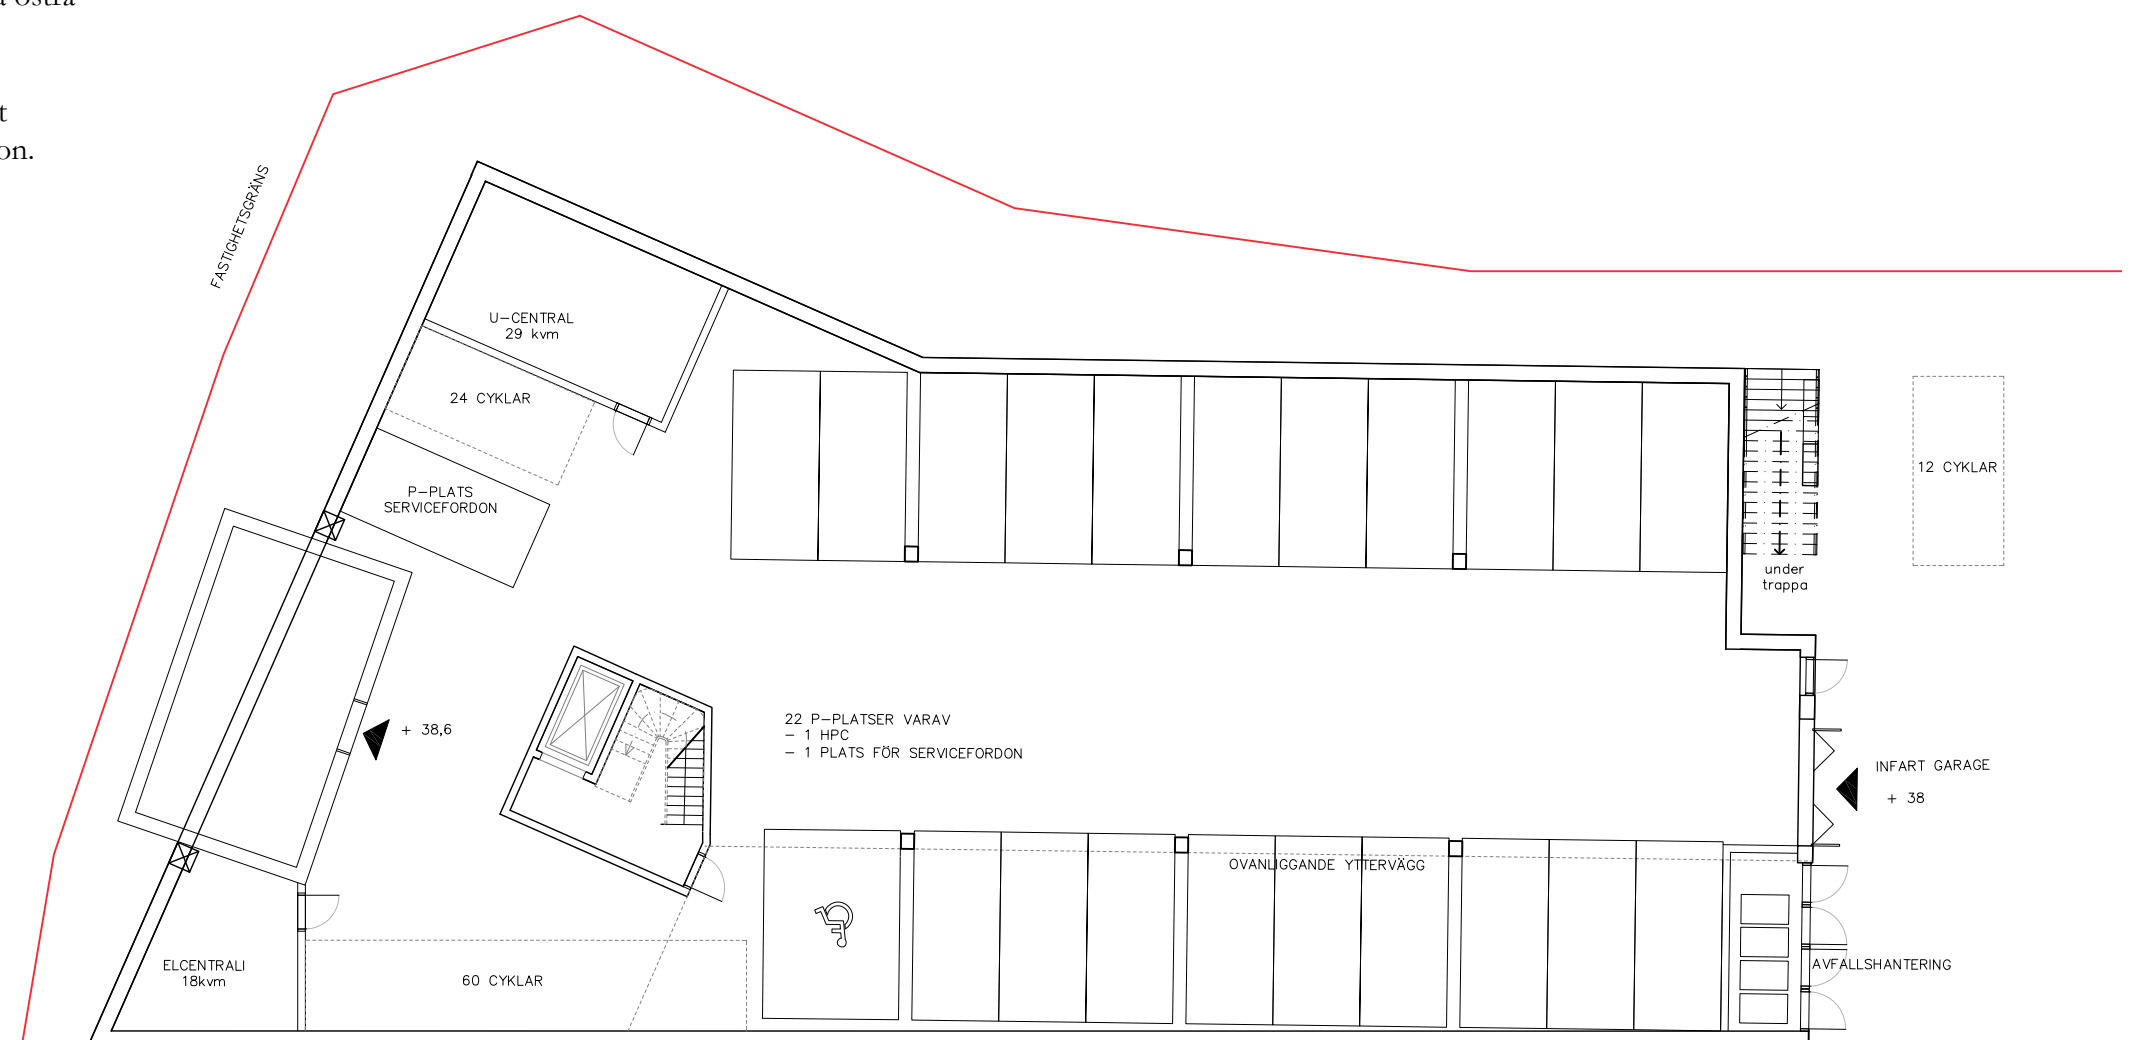 östra
t
on.
FASTIGHETSGRÄNS
U-CENTRAL
29 kvm
24 CYKLAR
P-PLATS
SERVICEFORDON
12 CYKLAR
under
trappa
+ 38,6
22 P-PLATSER VARAV
- 1 HPC
- 1 PLATS FÖR SERVICEFORDON
INFART GARAGE
+ 38
OVANLIGGANDE YTTERVÄGG
ELCENTRALI
18kvm
60 CYKLAR
AVFALLSHANTERING